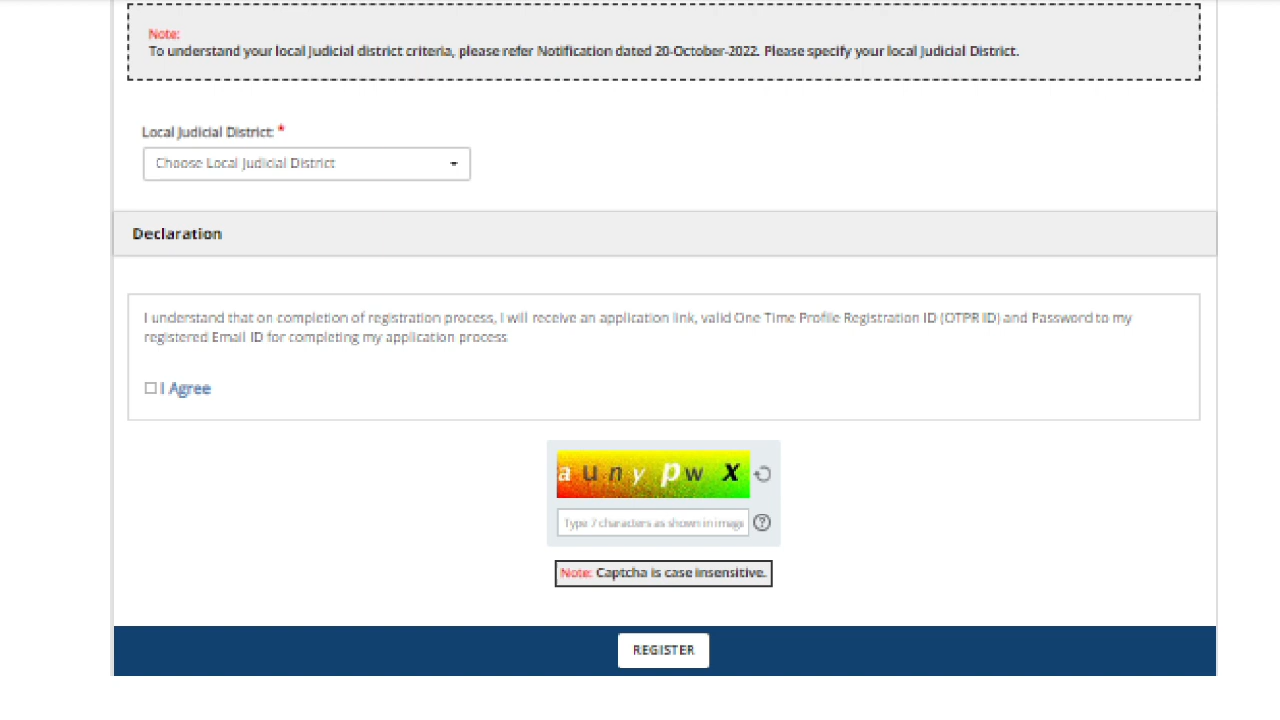 Note:
To understand your local Judicial district criteria, please refer Notification dated 20-October-2022. Please specify your local Judicial District.
Local Judicial District: *
Choose Local Judicial District
Declaration
I understand that on completion of registration process, I will receive an application link, valid One Time Profile Registration ID (OTPR ID) and Password to my
registered Email ID for completing my application process
I Agree
a u n y p w x
Type 7 characters as shown in image
Note: Captcha is case insensitive.
REGISTER